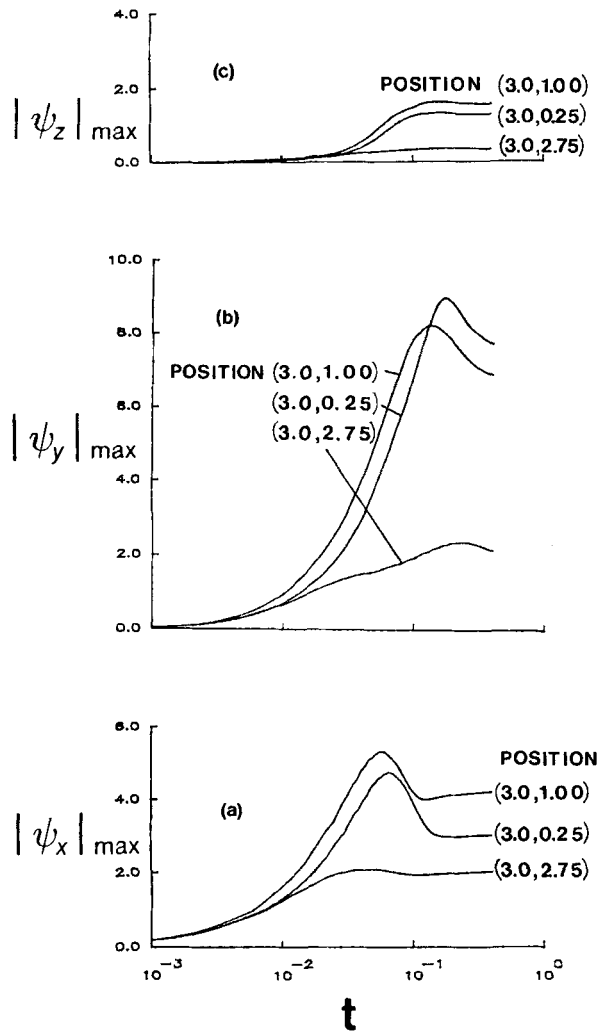 4.0
(c)
2.0
POSITION (3.0,1.00)
(3.0,0.25)
(3.0,2.75)
0.0
|ψz|max
10.0
(b)
8.0
POSITION (3.0,1.00)
(3.0,0.25)
(3.0,2.75)
6.0
|ψy|max
4.0
2.0
0.0
6.0
POSITION
(3.0,1.00)
4.0
(a)
(3.0,0.25)
|ψx|max
2.0
(3.0,2.75)
0.0
10⁻³ 10⁻² 10⁻¹ 10⁰
t